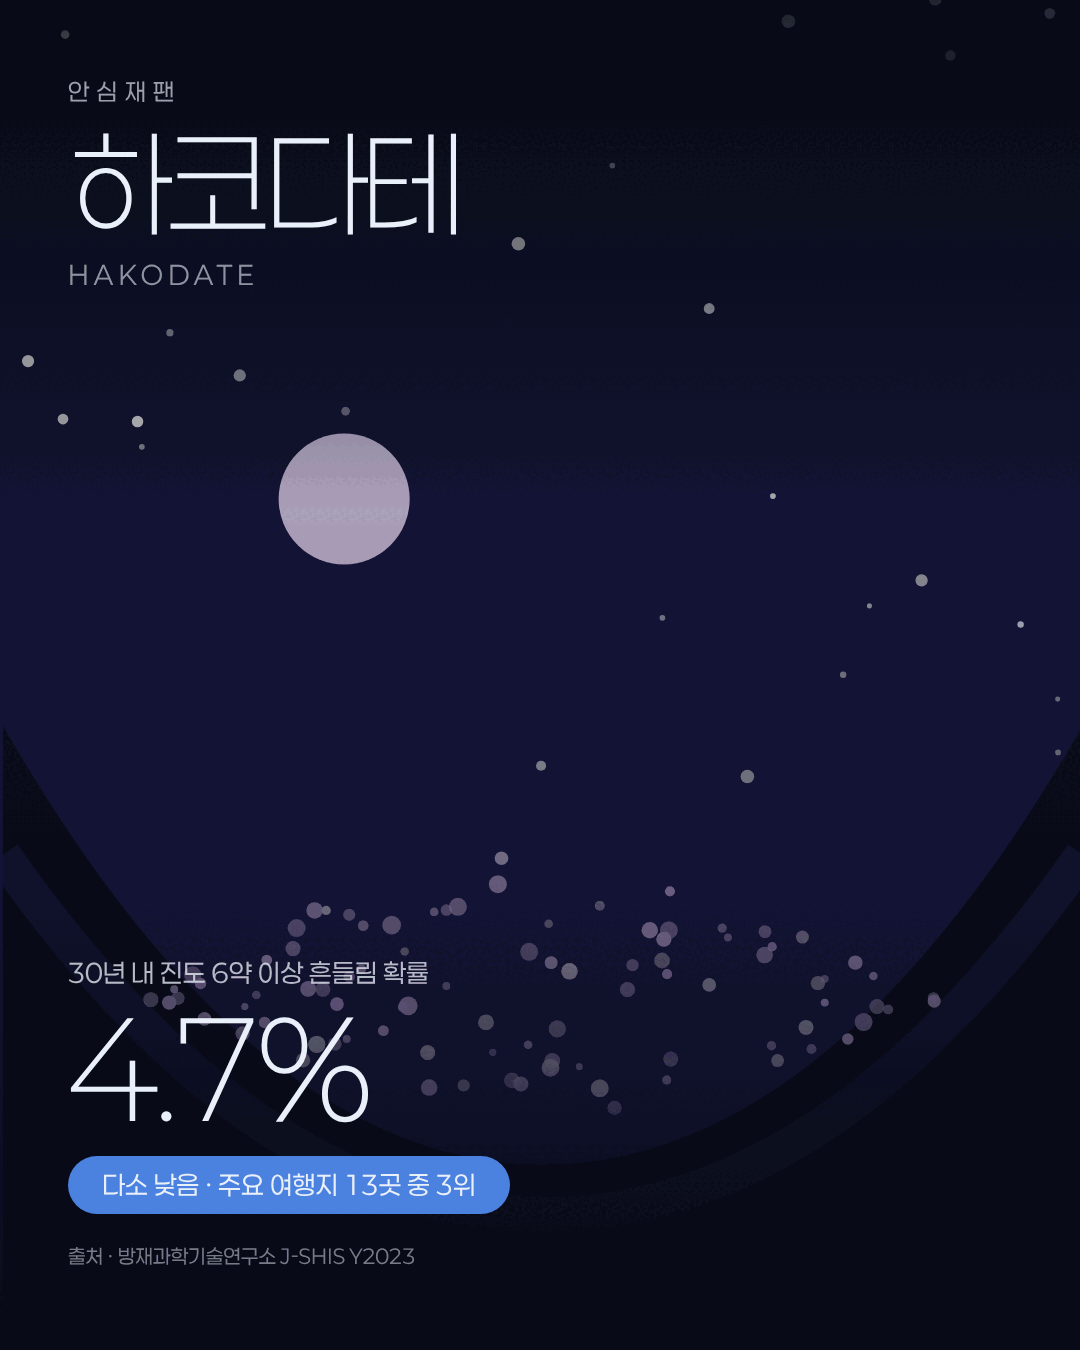 안심재팬
하코다테
HAKODATE
30년 내 진도 6약 이상 흔들림 확률
4.7%
다소 낮음 · 주요 여행지 13곳 중 3위
출처 · 방재과학기술연구소 J-SHIS Y2023